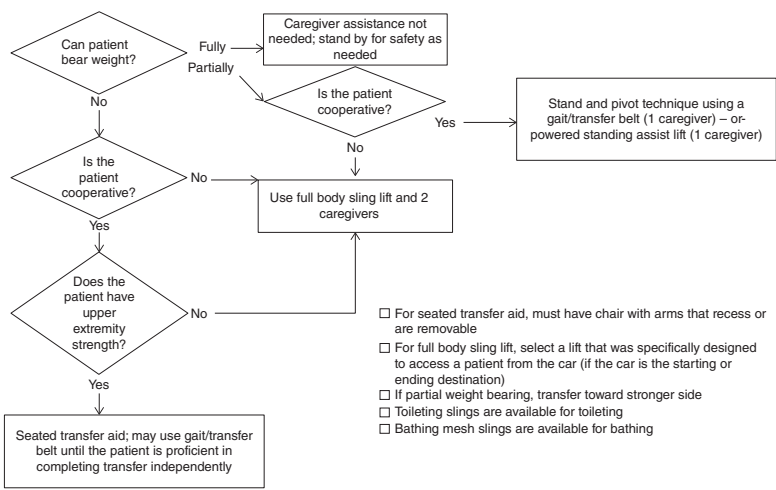 Can patient
bear weight?
Fully
Caregiver assistance not
needed; stand by for safety as
needed
Partially
Is the patient
cooperative?
Yes
Stand and pivot technique using a
gait/transfer belt (1 caregiver) – or-
powered standing assist lift (1 caregiver)
No
No
Is the
patient
cooperative?
No
Use full body sling lift and 2
caregivers
Yes
Does the
patient have
upper
extremity
strength?
No
Yes
Seated transfer aid; may use gait/transfer
belt until the patient is proficient in
completing transfer independently
For seated transfer aid, must have chair with arms that recess or
are removable
For full body sling lift, select a lift that was specifically designed
to access a patient from the car (if the car is the starting or
ending destination)
If partial weight bearing, transfer toward stronger side
Toileting slings are available for toileting
Bathing mesh slings are available for bathing